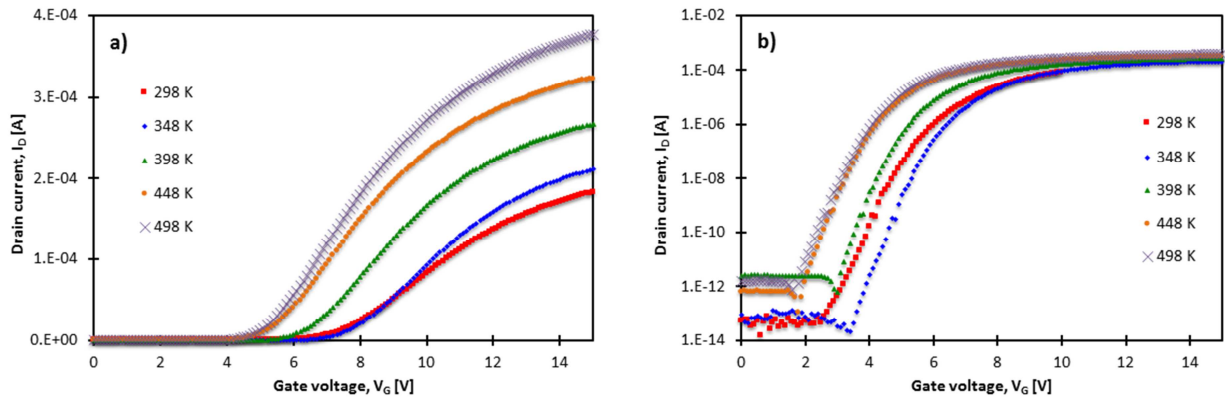 a)
4.E-04
3.E-04
2.E-04
1.E-04
0.E+00
Drain current, I_D [A]
298 K
348 K
398 K
448 K
498 K
0 2 4 6 8 10 12 14
Gate voltage, V_G [V]
b)
1.E-02
1.E-04
1.E-06
1.E-08
1.E-10
1.E-12
1.E-14
Drain current, I_D [A]
298 K
348 K
398 K
448 K
498 K
0 2 4 6 8 10 12 14
Gate voltage, V_G [V]